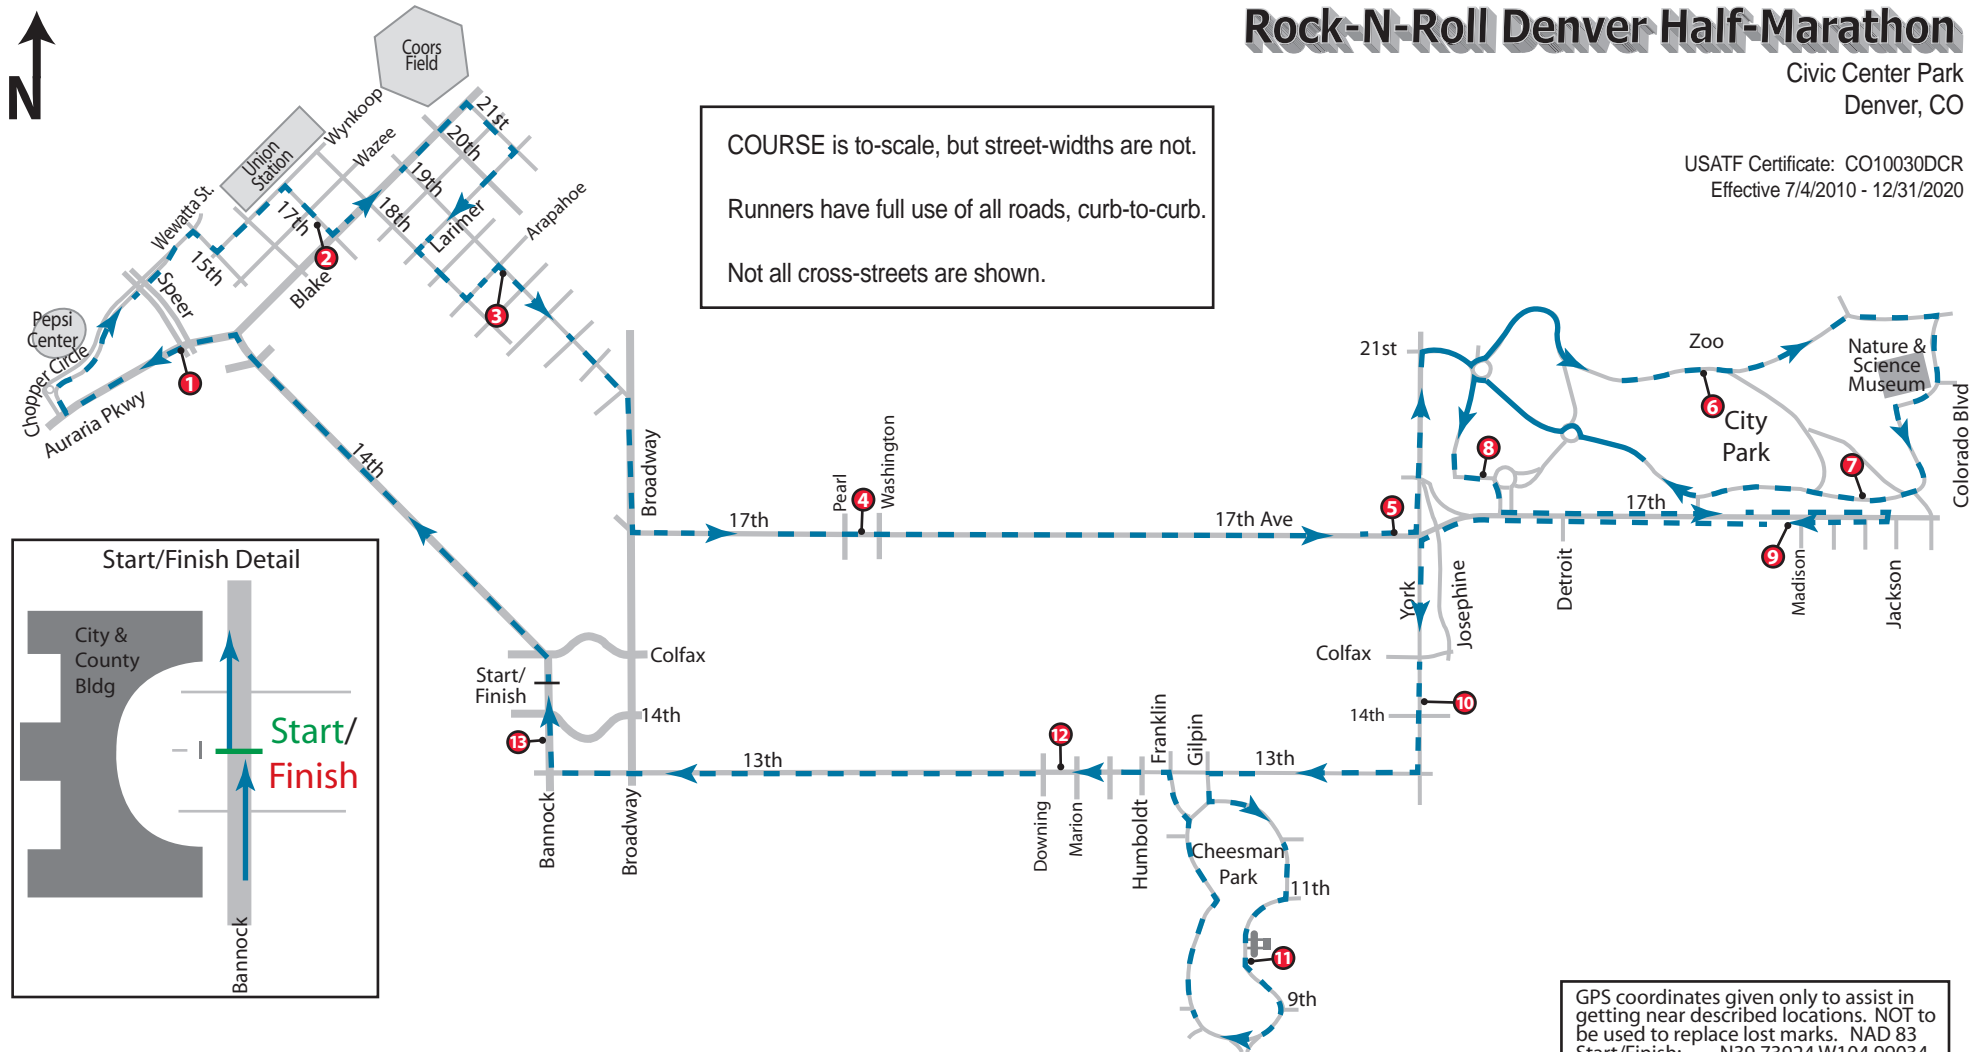 Rock-N-Roll Denver Half-Marathon
Civic Center Park
Denver, CO
USATF Certificate: CO10030DCR
Effective 7/4/2010 - 12/31/2020
N
COURSE is to-scale, but street-widths are not.
Runners have full use of all roads, curb-to-curb.
Not all cross-streets are shown.
Coors
Field
Union
Station
Wynkoop
Wazee
21st
20th
19th
18th
17th
15th
Larimer
Arapahoe
Wewatta St.
Speer
Blake
Pepsi
Center
Chopper Circle
Auraria Pkwy
1
2
3
14th
Broadway
17th
Pearl
4
Washington
17th Ave
5
21st
Zoo
Nature &
Science
Museum
6
City
Park
7
8
17th
9
Colorado Blvd
York
Josephine
Detroit
Madison
Jackson
Colfax
14th
10
13th
Gilpin
Franklin
Cheesman
Park
11th
11
9th
Humboldt
Marion
Downing
12
13th
Broadway
Bannock
13
14th
Colfax
Start/
Finish
Start/Finish Detail
City &
County
Bldg
Start/
Finish
Bannock
GPS coordinates given only to assist in
getting near described locations. NOT to
be used to replace lost marks. NAD 83
Start/Finish: N39.73924 W104.99034